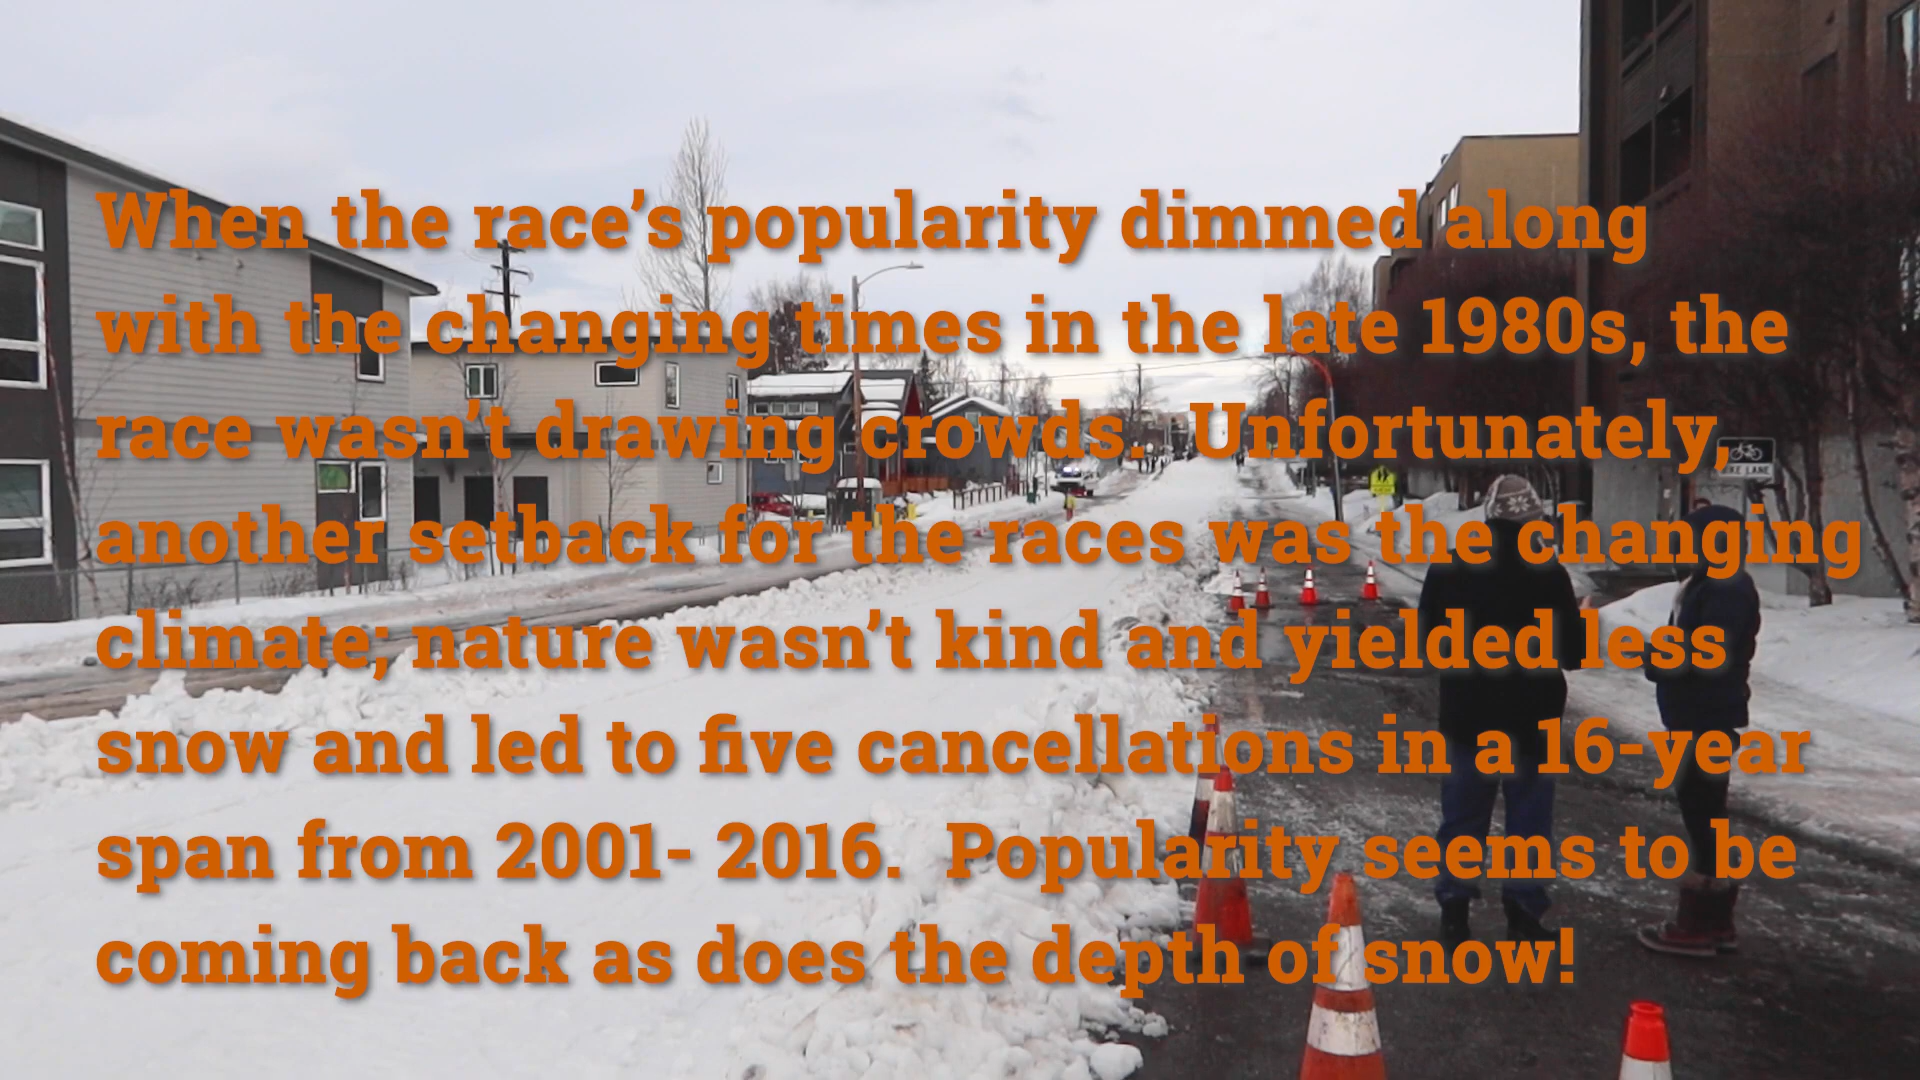 When the race’s popularity dimmed along
with the changing times in the late 1980s, the
race wasn’t drawing crowds.  Unfortunately,
another setback for the races was the changing
climate; nature wasn’t kind and yielded less
snow and led to five cancellations in a 16-year
span from 2001- 2016.  Popularity seems to be
coming back as does the depth of snow!
LANE